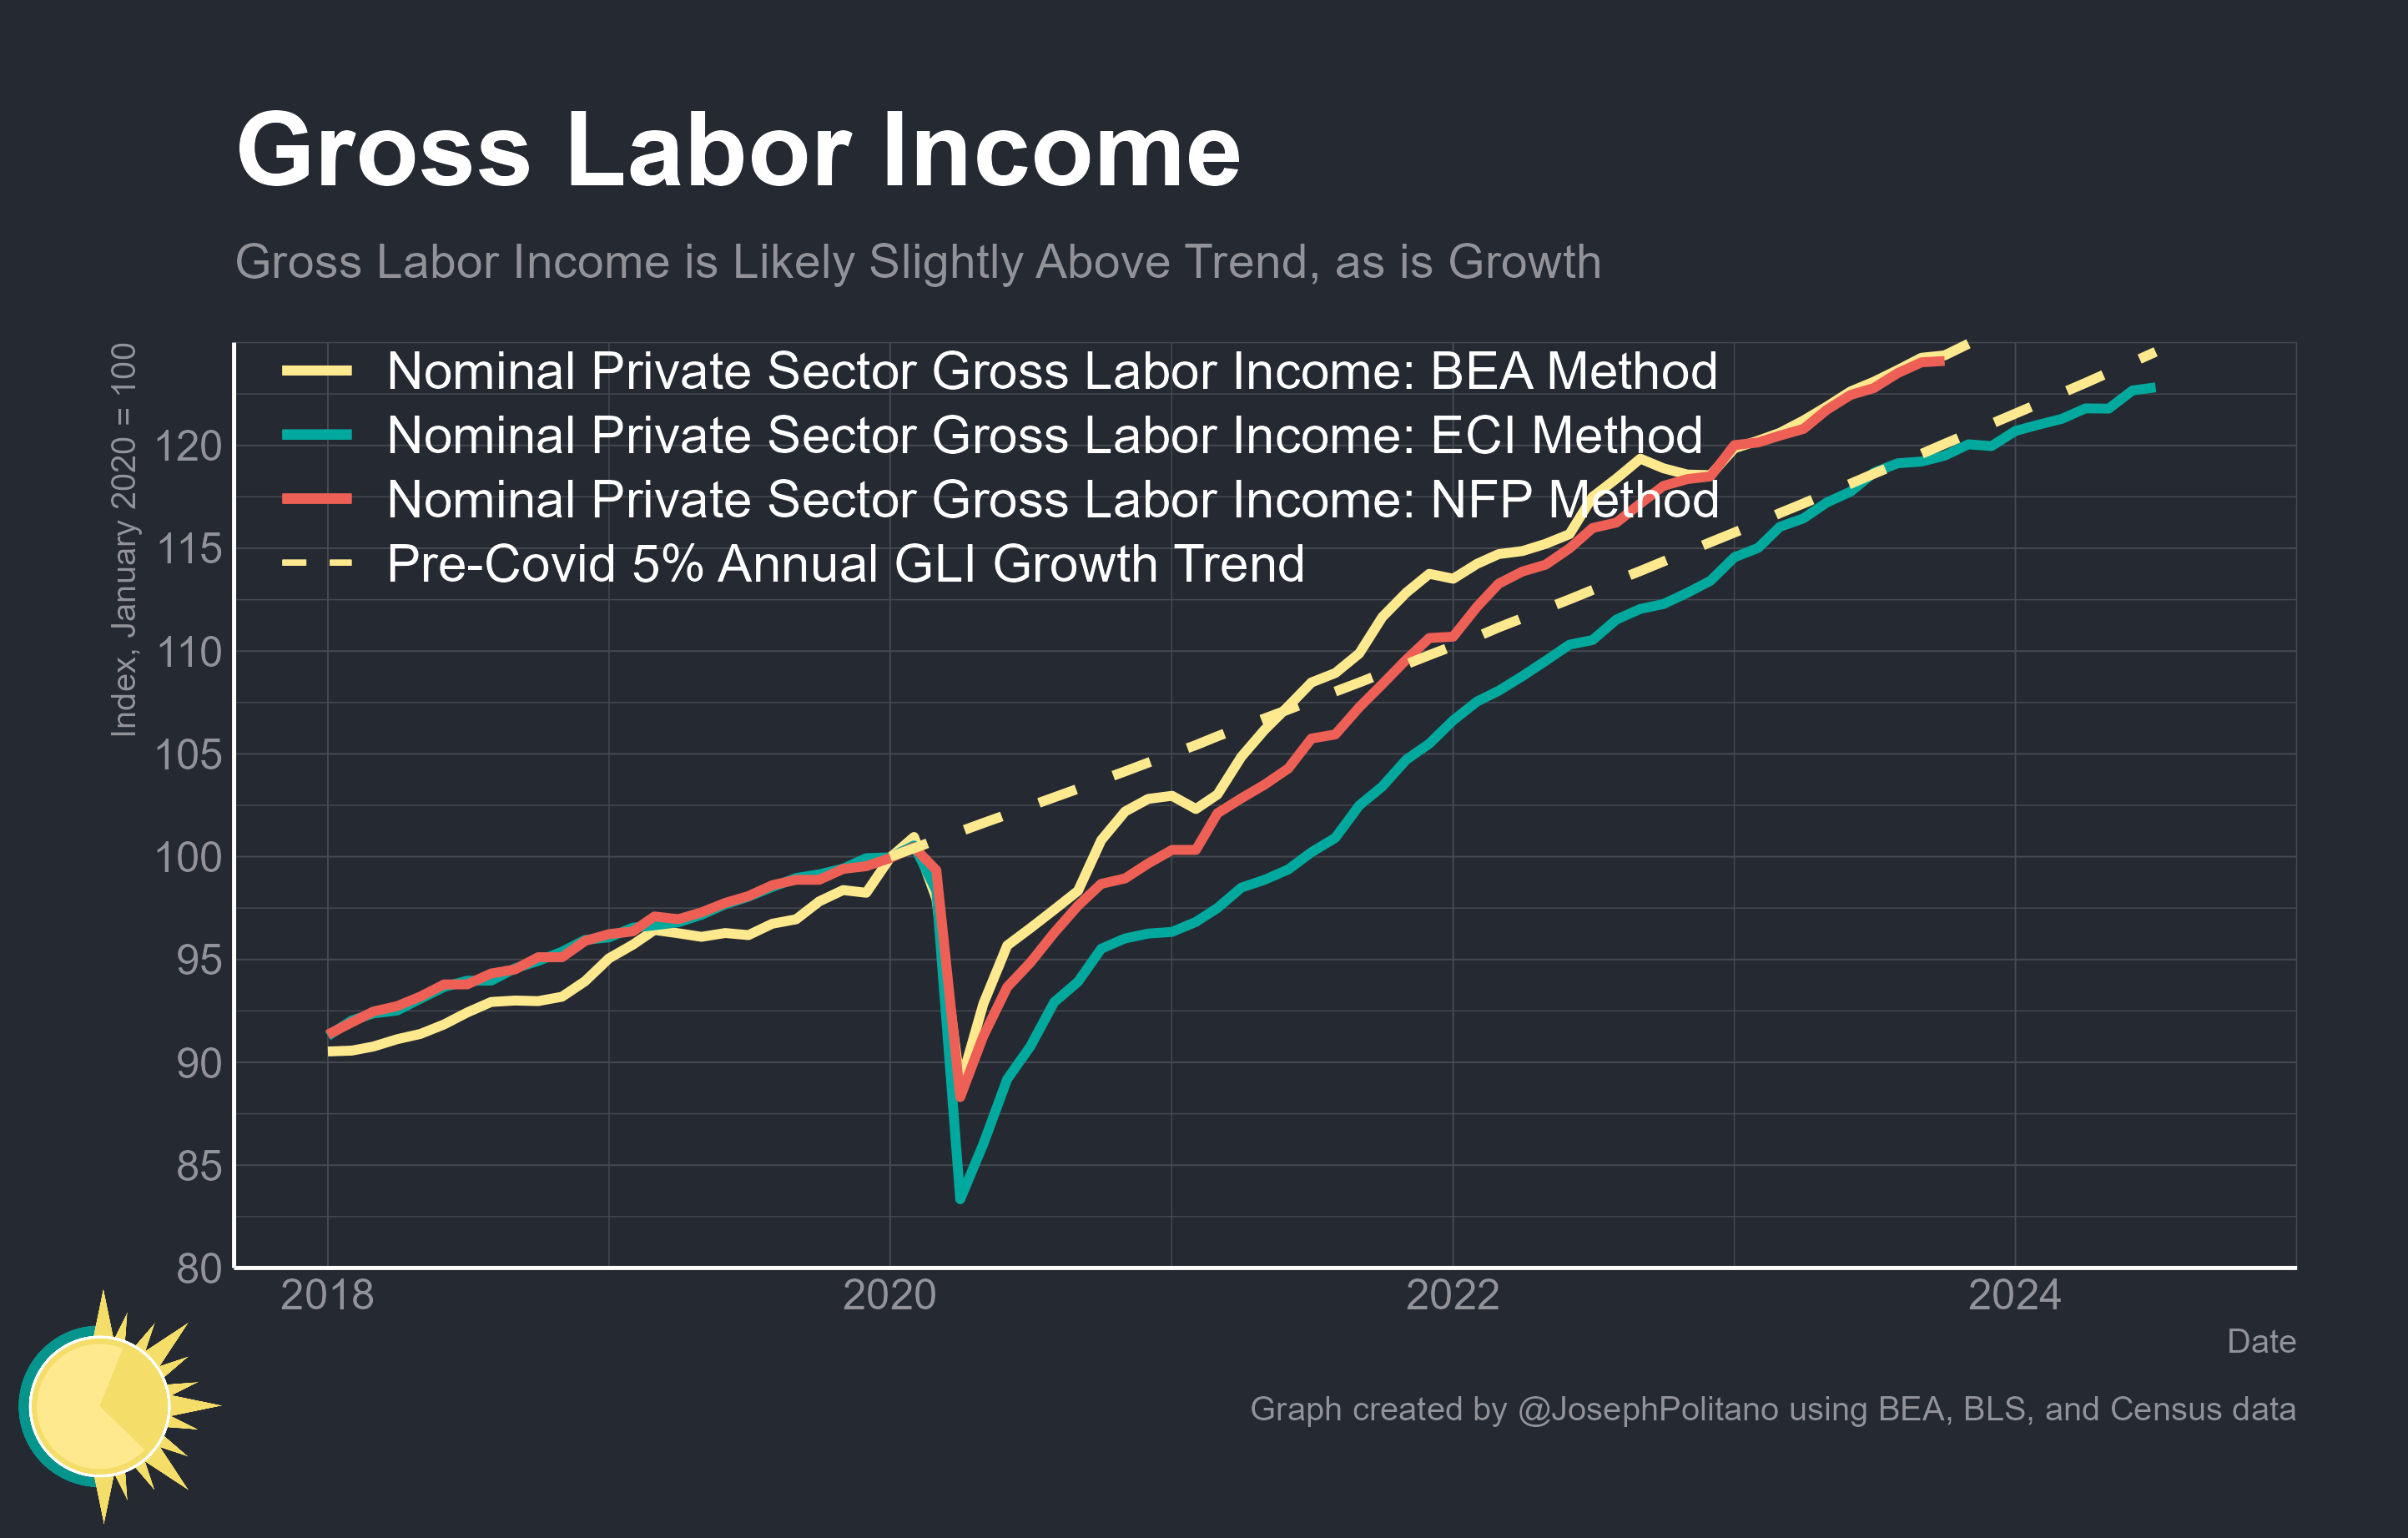 Gross Labor Income
Gross Labor Income is Likely Slightly Above Trend, as is Growth
Index, January 2020 = 100
Nominal Private Sector Gross Labor Income: BEA Method
Nominal Private Sector Gross Labor Income: ECI Method
Nominal Private Sector Gross Labor Income: NFP Method
Pre-Covid 5% Annual GLI Growth Trend
120
115
110
105
100
95
90
85
80
2018 2020 2022 2024
Date
Graph created by @JosephPolitano using BEA, BLS, and Census data